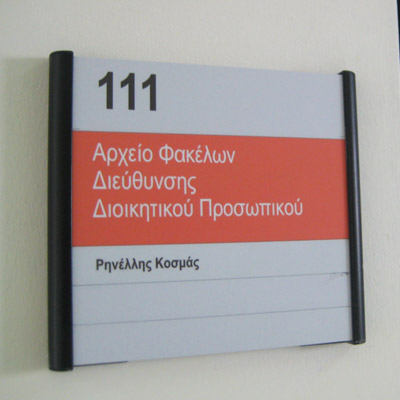 111
Αρχείο Φακέλων
Διεύθυνσης
Διοικητικού Προσωπικού
Ρηνέλλης Κοσμάς